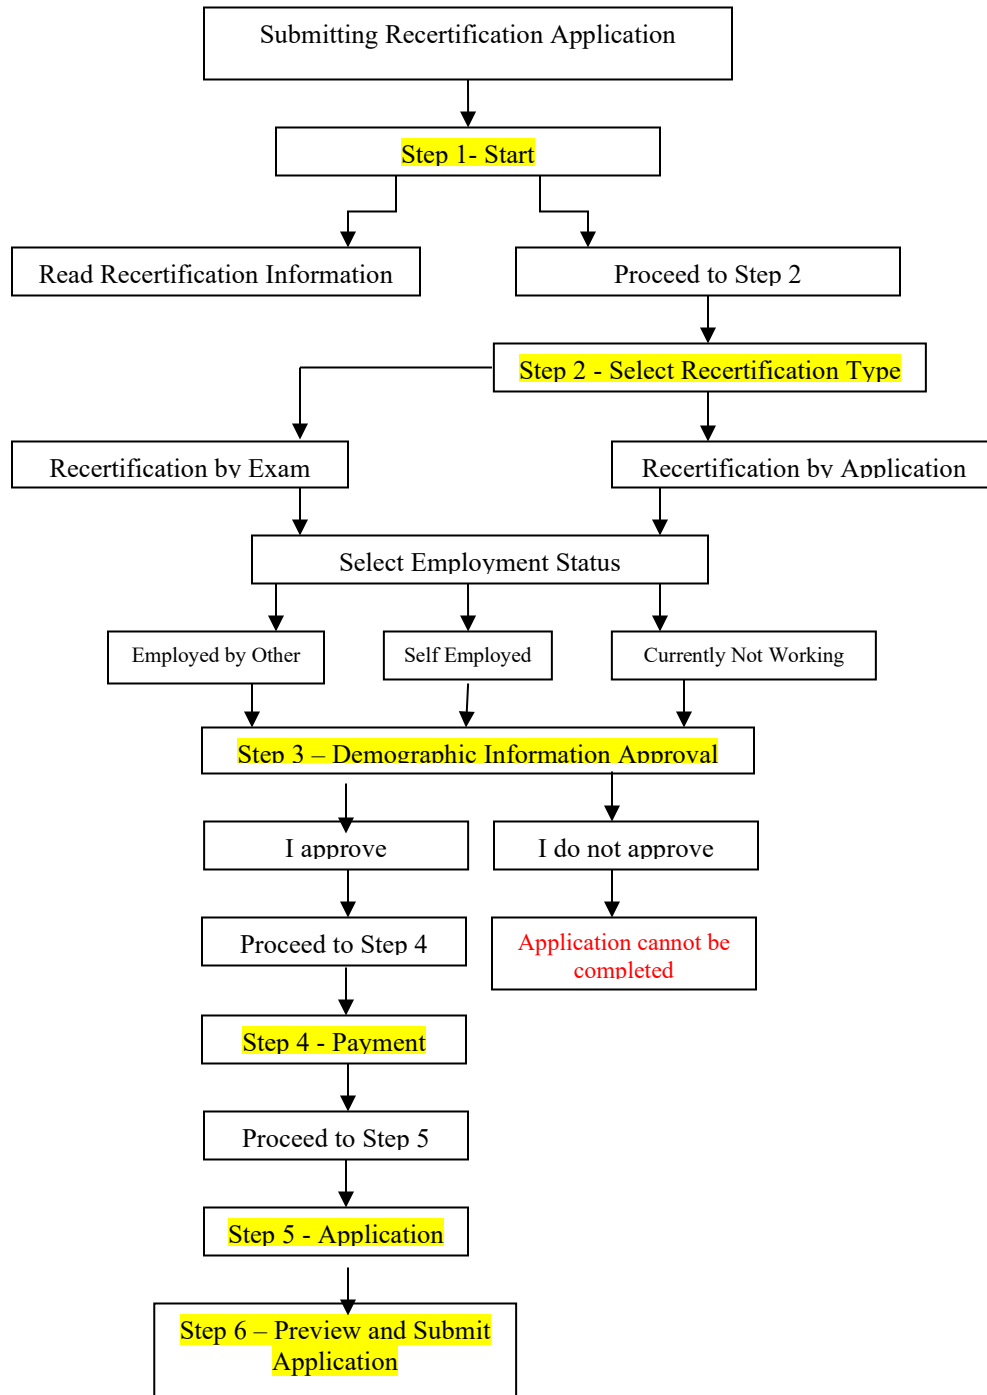 Submitting Recertification Application
Step 1- Start
Read Recertification Information
Proceed to Step 2
Step 2 - Select Recertification Type
Recertification by Exam
Recertification by Application
Select Employment Status
Employed by Other
Self Employed
Currently Not Working
Step 3 – Demographic Information Approval
I approve
I do not approve
Proceed to Step 4
Application cannot be
completed
Step 4 - Payment
Proceed to Step 5
Step 5 - Application
Step 6 – Preview and Submit
Application